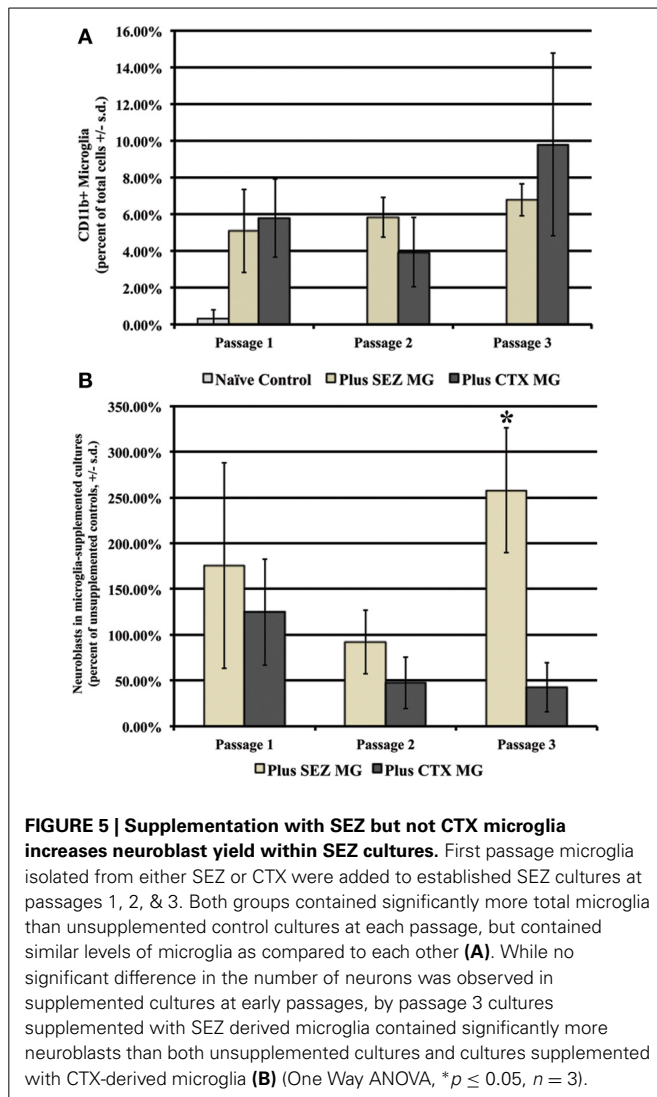 A
16.00%
14.00%
12.00%
10.00%
8.00%
6.00%
4.00%
2.00%
0.00%
CD11b+ Microglia
(percent of total cells +/- s.d.)
Passage 1 Passage 2 Passage 3
Naïve Control Plus SEZ MG Plus CTX MG
B
350.00%
300.00%
250.00%
200.00%
150.00%
100.00%
50.00%
0.00%
Neuroblasts in microglia-supplemented cultures
(percent of unsupplemented controls, +/- s.d.)
*
Passage 1 Passage 2 Passage 3
Plus SEZ MG Plus CTX MG
FIGURE 5 | Supplementation with SEZ but not CTX microglia
increases neuroblast yield within SEZ cultures. First passage microglia
isolated from either SEZ or CTX were added to established SEZ cultures at
passages 1, 2, & 3. Both groups contained significantly more total microglia
than unsupplemented control cultures at each passage, but contained
similar levels of microglia as compared to each other (A). While no
significant difference in the number of neurons was observed in
supplemented cultures at early passages, by passage 3 cultures
supplemented with SEZ derived microglia contained significantly more
neuroblasts than both unsupplemented cultures and cultures supplemented
with CTX-derived microglia (B) (One Way ANOVA, *p ≤ 0.05, n = 3).